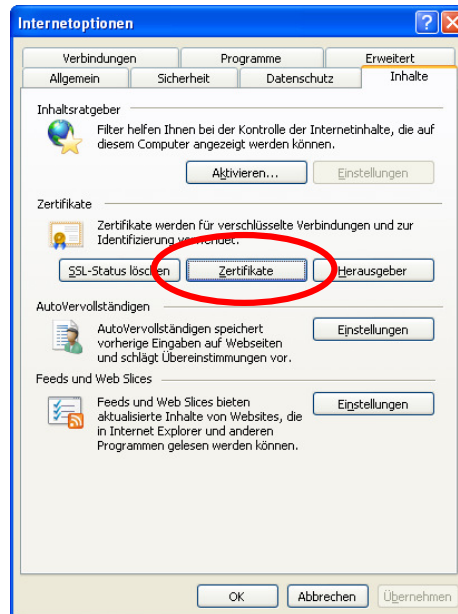 Internetoptionen
Verbindungen Programme Erweitert
Allgemein Sicherheit Datenschutz Inhalte
Inhaltsratgeber
Filter helfen Ihnen bei der Kontrolle der Internetinhalte, die auf
diesem Computer angezeigt werden können.
Aktivieren... Einstellungen
Zertifikate
Zertifikate werden für verschlüsselte Verbindungen und zur
Identifizierung verwendet.
SSL-Status löschen Zertifikate Herausgeber
AutoVervollständigen
AutoVervollständigen speichert
vorherige Eingaben auf Webseiten
und schlägt Übereinstimmungen vor.
Einstellungen
Feeds und Web Slices
Feeds und Web Slices bieten
aktualisierte Inhalte von Websites, die
in Internet Explorer und anderen
Programmen gelesen werden können.
Einstellungen
OK Abbrechen Übernehmen